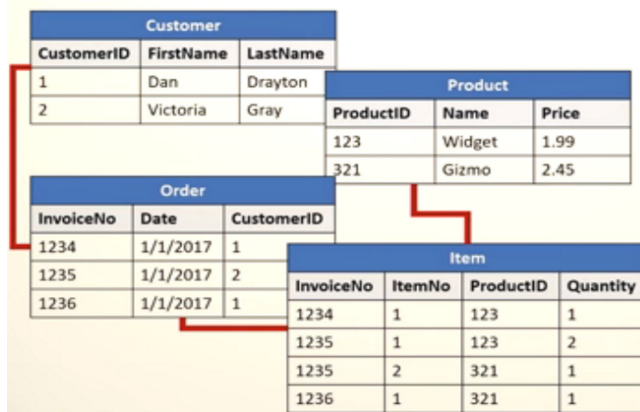 Customer
CustomerID FirstName LastName
1 Dan Drayton
2 Victoria Gray
Product
ProductID Name Price
123 Widget 1.99
321 Gizmo 2.45
Order
InvoiceNo Date CustomerID
1234 1/1/2017 1
1235 1/1/2017 2
1236 1/1/2017 1
Item
InvoiceNo ItemNo ProductID Quantity
1234 1 123 1
1235 1 123 2
1235 2 321 1
1236 1 321 1